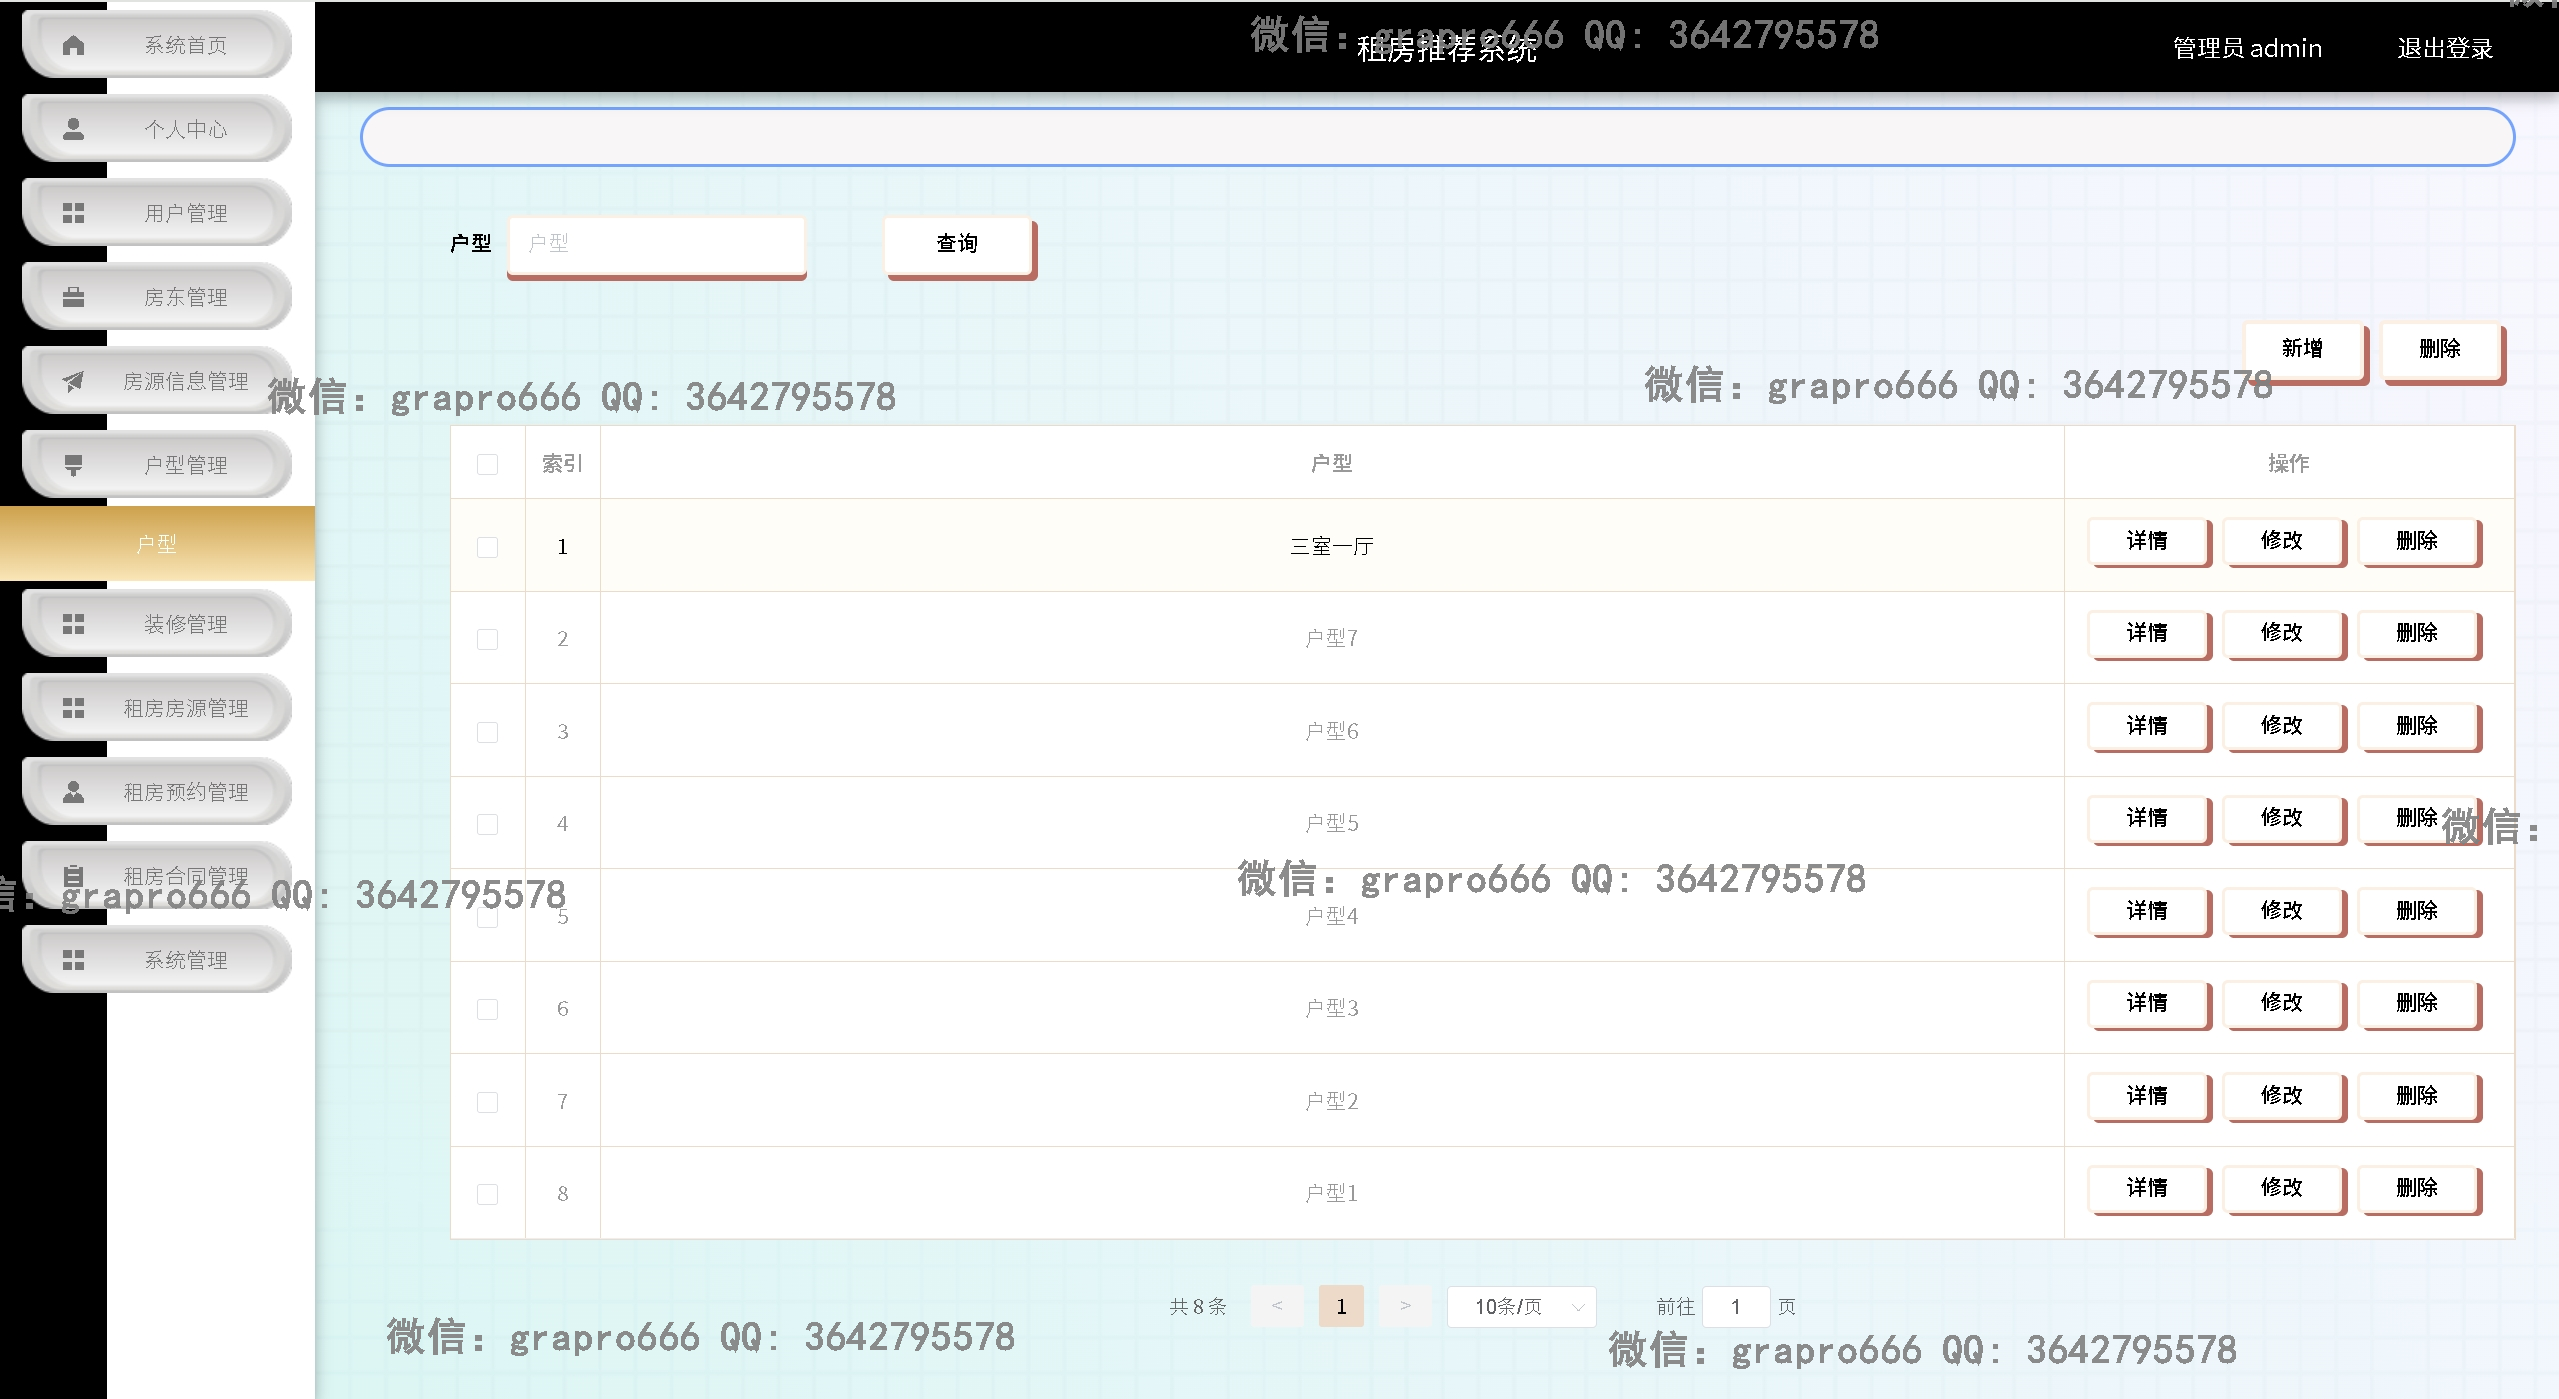 微信: grapro666 QQ: 3642795578
租房推荐系统
管理员 admin
退出登录
系统首页
个人中心
用户管理
房东管理
房源信息管理
户型管理
户型
装修管理
租房房源管理
租房预约管理
租房合同管理
系统管理
户型
户型
查询
新增
删除
微信: grapro666 QQ: 3642795578
微信: grapro666 QQ: 3642795578
索引 户型 操作
1 三室一厅 详情 修改 删除
2 户型7 详情 修改 删除
3 户型6 详情 修改 删除
4 户型5 详情 修改 删除
微信:
微信: grapro666 QQ: 3642795578
信: grapro666 QQ: 3642795578
5 户型4 详情 修改 删除
6 户型3 详情 修改 删除
7 户型2 详情 修改 删除
8 户型1 详情 修改 删除
共 8 条 < 1 > 10条/页 前往 1 页
微信: grapro666 QQ: 3642795578
微信: grapro666 QQ: 3642795578